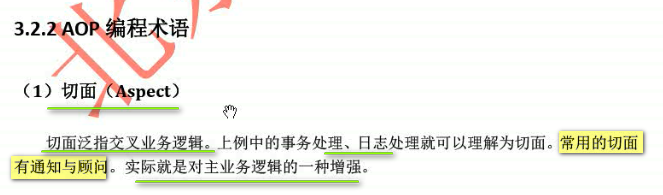 3.2.2 AOP 编程术语
（1）切面（Aspect）
切面泛指交叉业务逻辑。上例中的事务处理、日志处理就可以理解为切面。常用的切面
有通知与顾问。实际就是对主业务逻辑的一种增强。